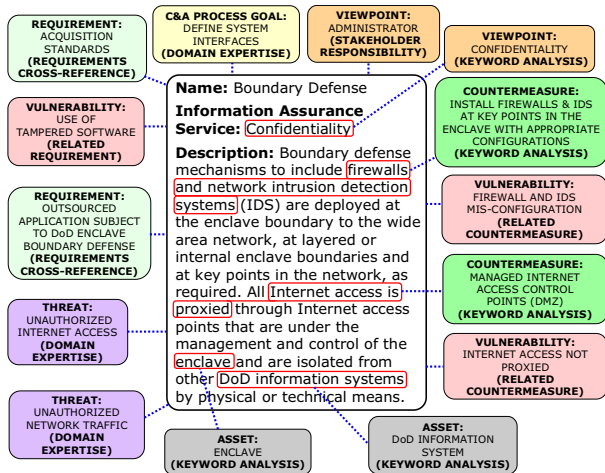 REQUIREMENT:
ACQUISITION
STANDARDS
(REQUIREMENTS
CROSS-REFERENCE)
C&A PROCESS GOAL:
DEFINE SYSTEM
INTERFACES
(DOMAIN EXPERTISE)
VIEWPOINT:
ADMINISTRATOR
(STAKEHOLDER
RESPONSIBILITY)
VIEWPOINT:
CONFIDENTIALITY
(KEYWORD ANALYSIS)
VULNERABILITY:
USE OF
TAMPERED SOFTWARE
(RELATED
REQUIREMENT)
REQUIREMENT:
OUTSOURCED
APPLICATION SUBJECT
TO DoD ENCLAVE
BOUNDARY DEFENSE
(REQUIREMENTS
CROSS-REFERENCE)
THREAT:
UNAUTHORIZED
INTERNET ACCESS
(DOMAIN
EXPERTISE)
THREAT:
UNAUTHORIZED
NETWORK TRAFFIC
(DOMAIN
EXPERTISE)
Name: Boundary Defense
Information Assurance
Service: Confidentiality
Description: Boundary defense
mechanisms to include firewalls
and network intrusion detection
systems (IDS) are deployed at
the enclave boundary to the wide
area network, at layered or
internal enclave boundaries and
at key points in the network, as
required. All Internet access is
proxied through Internet access
points that are under the
management and control of the
enclave and are isolated from
other DoD information systems
by physical or technical means.
COUNTERMEASURE:
INSTALL FIREWALLS & IDS
AT KEY POINTS IN THE
ENCLAVE WITH APPROPRIATE
CONFIGURATIONS
(KEYWORD ANALYSIS)
VULNERABILITY:
FIREWALL AND IDS
MIS-CONFIGURATION
(RELATED
COUNTERMEASURE)
COUNTERMEASURE:
MANAGED INTERNET
ACCESS CONTROL
POINTS (DMZ)
(KEYWORD ANALYSIS)
VULNERABILITY:
INTERNET ACCESS NOT
PROXIED
(RELATED
COUNTERMEASURE)
ASSET:
ENCLAVE
(KEYWORD ANALYSIS)
ASSET:
DoD INFORMATION
SYSTEM
(KEYWORD ANALYSIS)